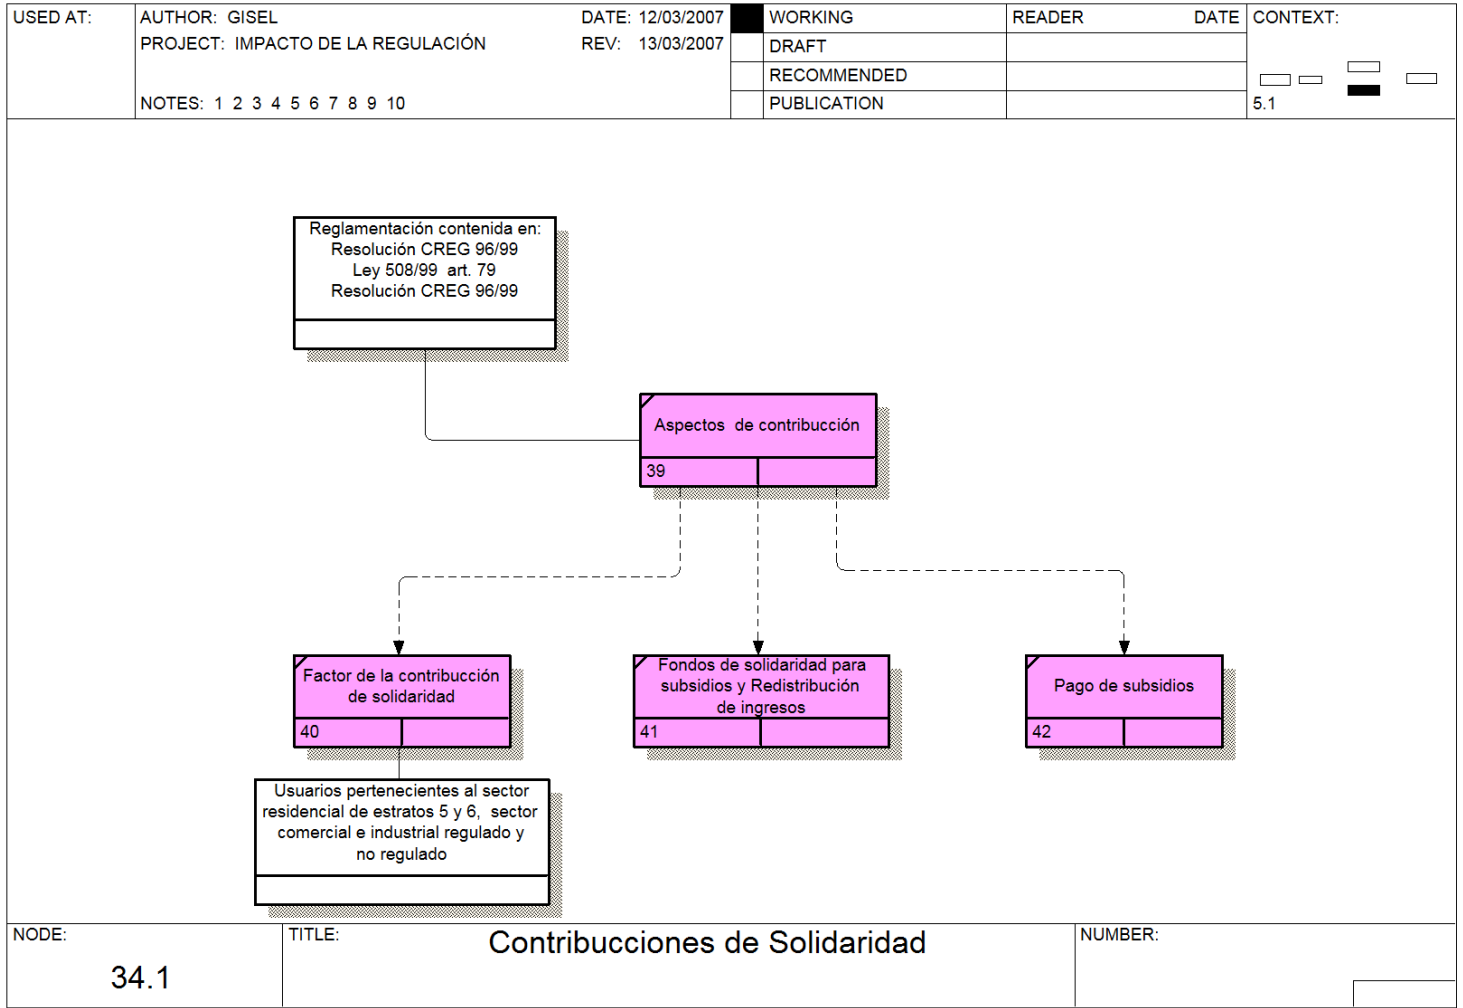 USED AT:
AUTHOR: GISEL
DATE: 12/03/2007
PROJECT: IMPACTO DE LA REGULACIÓN
REV: 13/03/2007
NOTES: 1 2 3 4 5 6 7 8 9 10
WORKING
DRAFT
RECOMMENDED
PUBLICATION
READER DATE
CONTEXT:
5.1
Reglamentación contenida en:
Resolución CREG 96/99
Ley 508/99 art. 79
Resolución CREG 96/99
Aspectos de contribucción
39
Factor de la contribucción
de solidaridad
40
Fondos de solidaridad para
subsidios y Redistribución
de ingresos
41
Pago de subsidios
42
Usuarios pertenecientes al sector
residencial de estratos 5 y 6, sector
comercial e industrial regulado y
no regulado
NODE:
34.1
TITLE:
Contribucciones de Solidaridad
NUMBER: